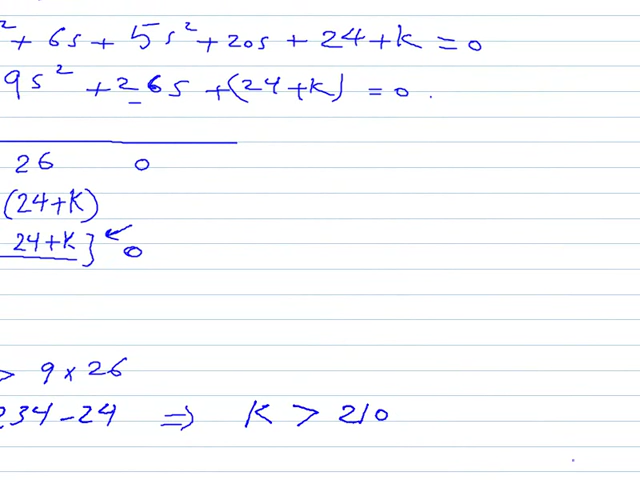 ² + 6s + 5s² + 20s + 24 + k = 0
9s² + 26s + (24 + k) = 0 .
26 0
(24+k)
24+k } ← 0
> 9 × 26
234 - 24 ⇒ k > 210